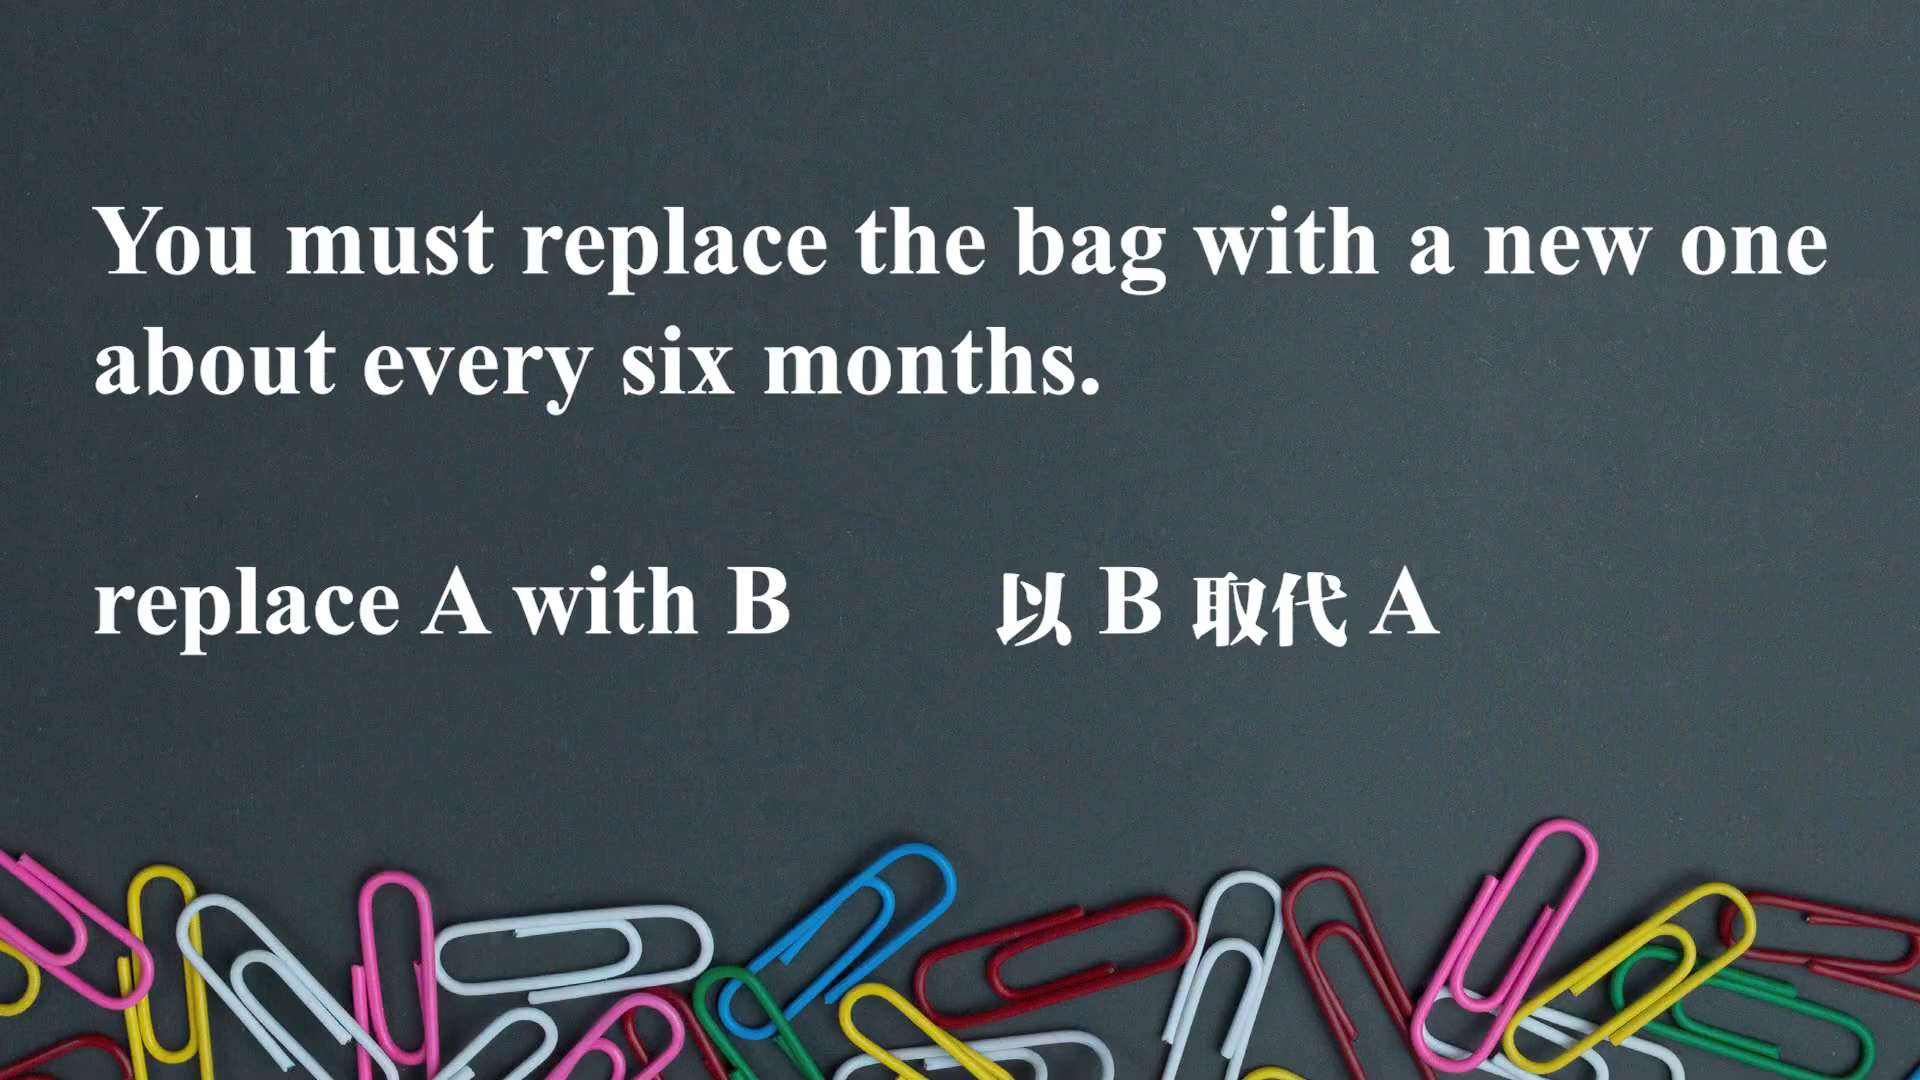 You must replace the bag with a new one
about every six months.
replace A with B 以 B 取代 A